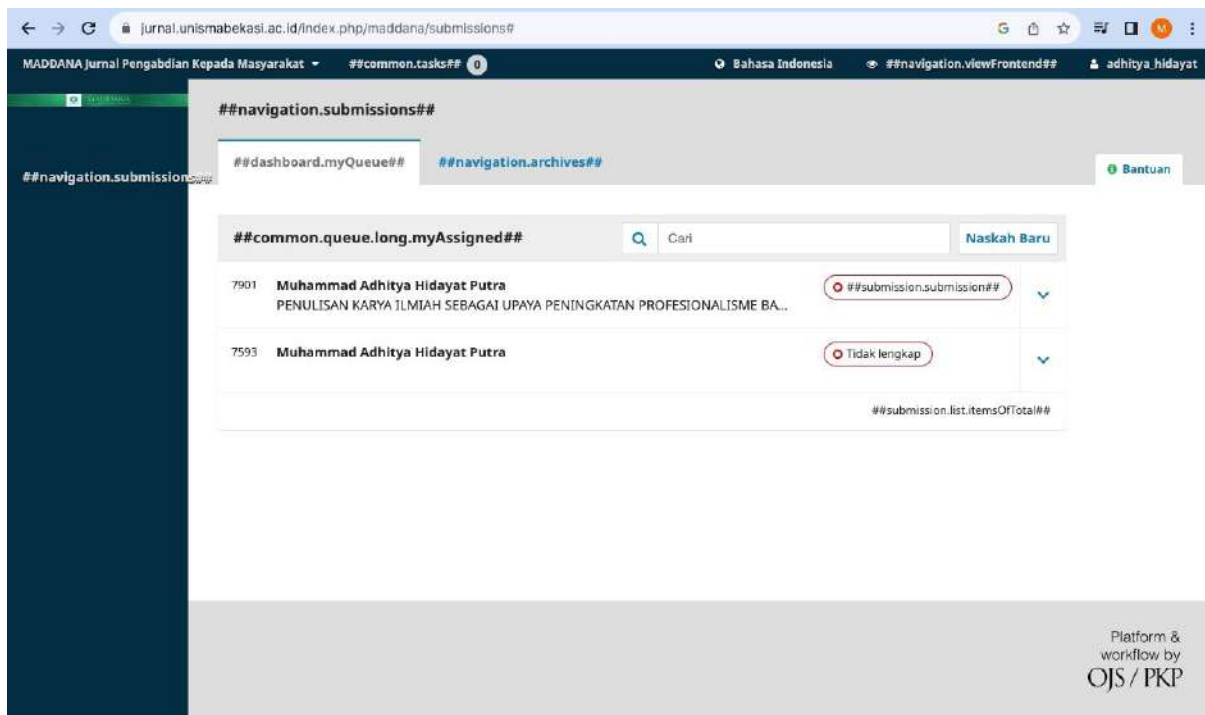 jurnal.unismabekasi.ac.id/index.php/maddana/submissions#
G
M
MADDANA Jurnal Pengabdian Kepada Masyarakat ##common.tasks## 0 Bahasa Indonesia ##navigation.viewFrontend## adhitya_hidayat
##navigation.submissions##
##dashboard.myQueue## ##navigation.archives##
##navigation.submissions## Bantuan
##common.queue.long.myAssigned## Cari Naskah Baru
7901 Muhammad Adhitya Hidayat Putra ##submission.submission##
PENULISAN KARYA ILMIAH SEBAGAI UPAYA PENINGKATAN PROFESIONALISME BA...
7593 Muhammad Adhitya Hidayat Putra Tidak lengkap
##submission.list.itemsOfTotal##
Platform &
workflow by
OJS / PKP